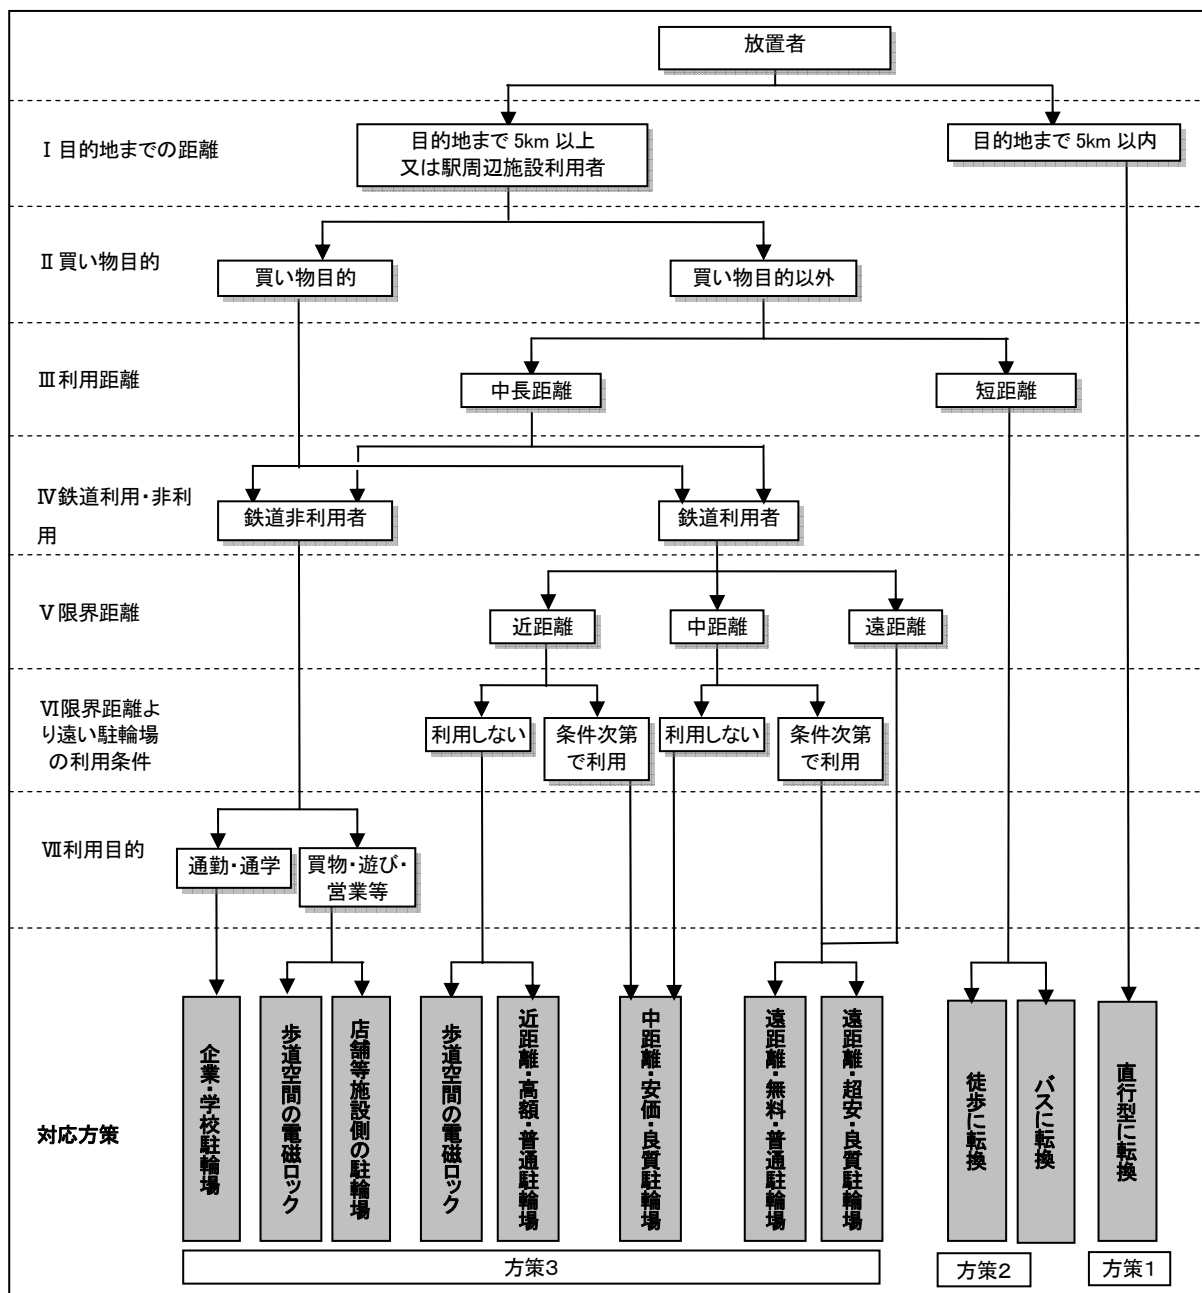 放置者
Ⅰ目的地までの距離
目的地まで 5km 以上
又は駅周辺施設利用者
目的地まで 5km 以内
Ⅱ買い物目的
買い物目的
買い物目的以外
Ⅲ利用距離
中長距離
短距離
Ⅳ鉄道利用・非利
用
鉄道非利用者
鉄道利用者
Ⅴ限界距離
近距離
中距離
遠距離
Ⅵ限界距離よ
り遠い駐輪場
の利用条件
利用しない
条件次第
で利用
利用しない
条件次第
で利用
Ⅶ利用目的
通勤・通学
買物・遊び・
営業等
対応方策
企業・学校駐輪場
歩道空間の電磁ロック
店舗等施設側の駐輪場
歩道空間の電磁ロック
近距離・高額・普通駐輪場
中距離・安価・良質駐輪場
遠距離・無料・普通駐輪場
遠距離・超安・良質駐輪場
徒歩に転換
バスに転換
直行型に転換
方策3
方策2
方策1